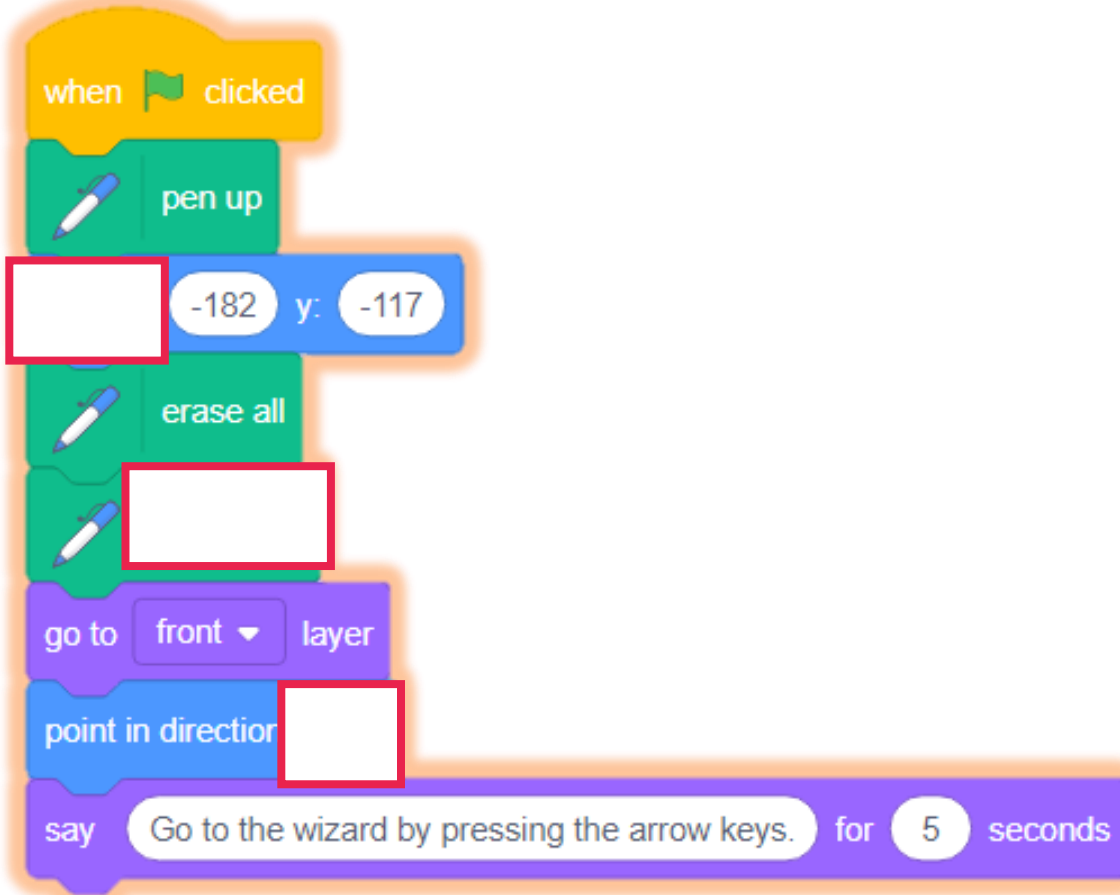 when clicked
pen up
-182 y: -117
erase all
go to front layer
point in direction
say Go to the wizard by pressing the arrow keys. for 5 seconds